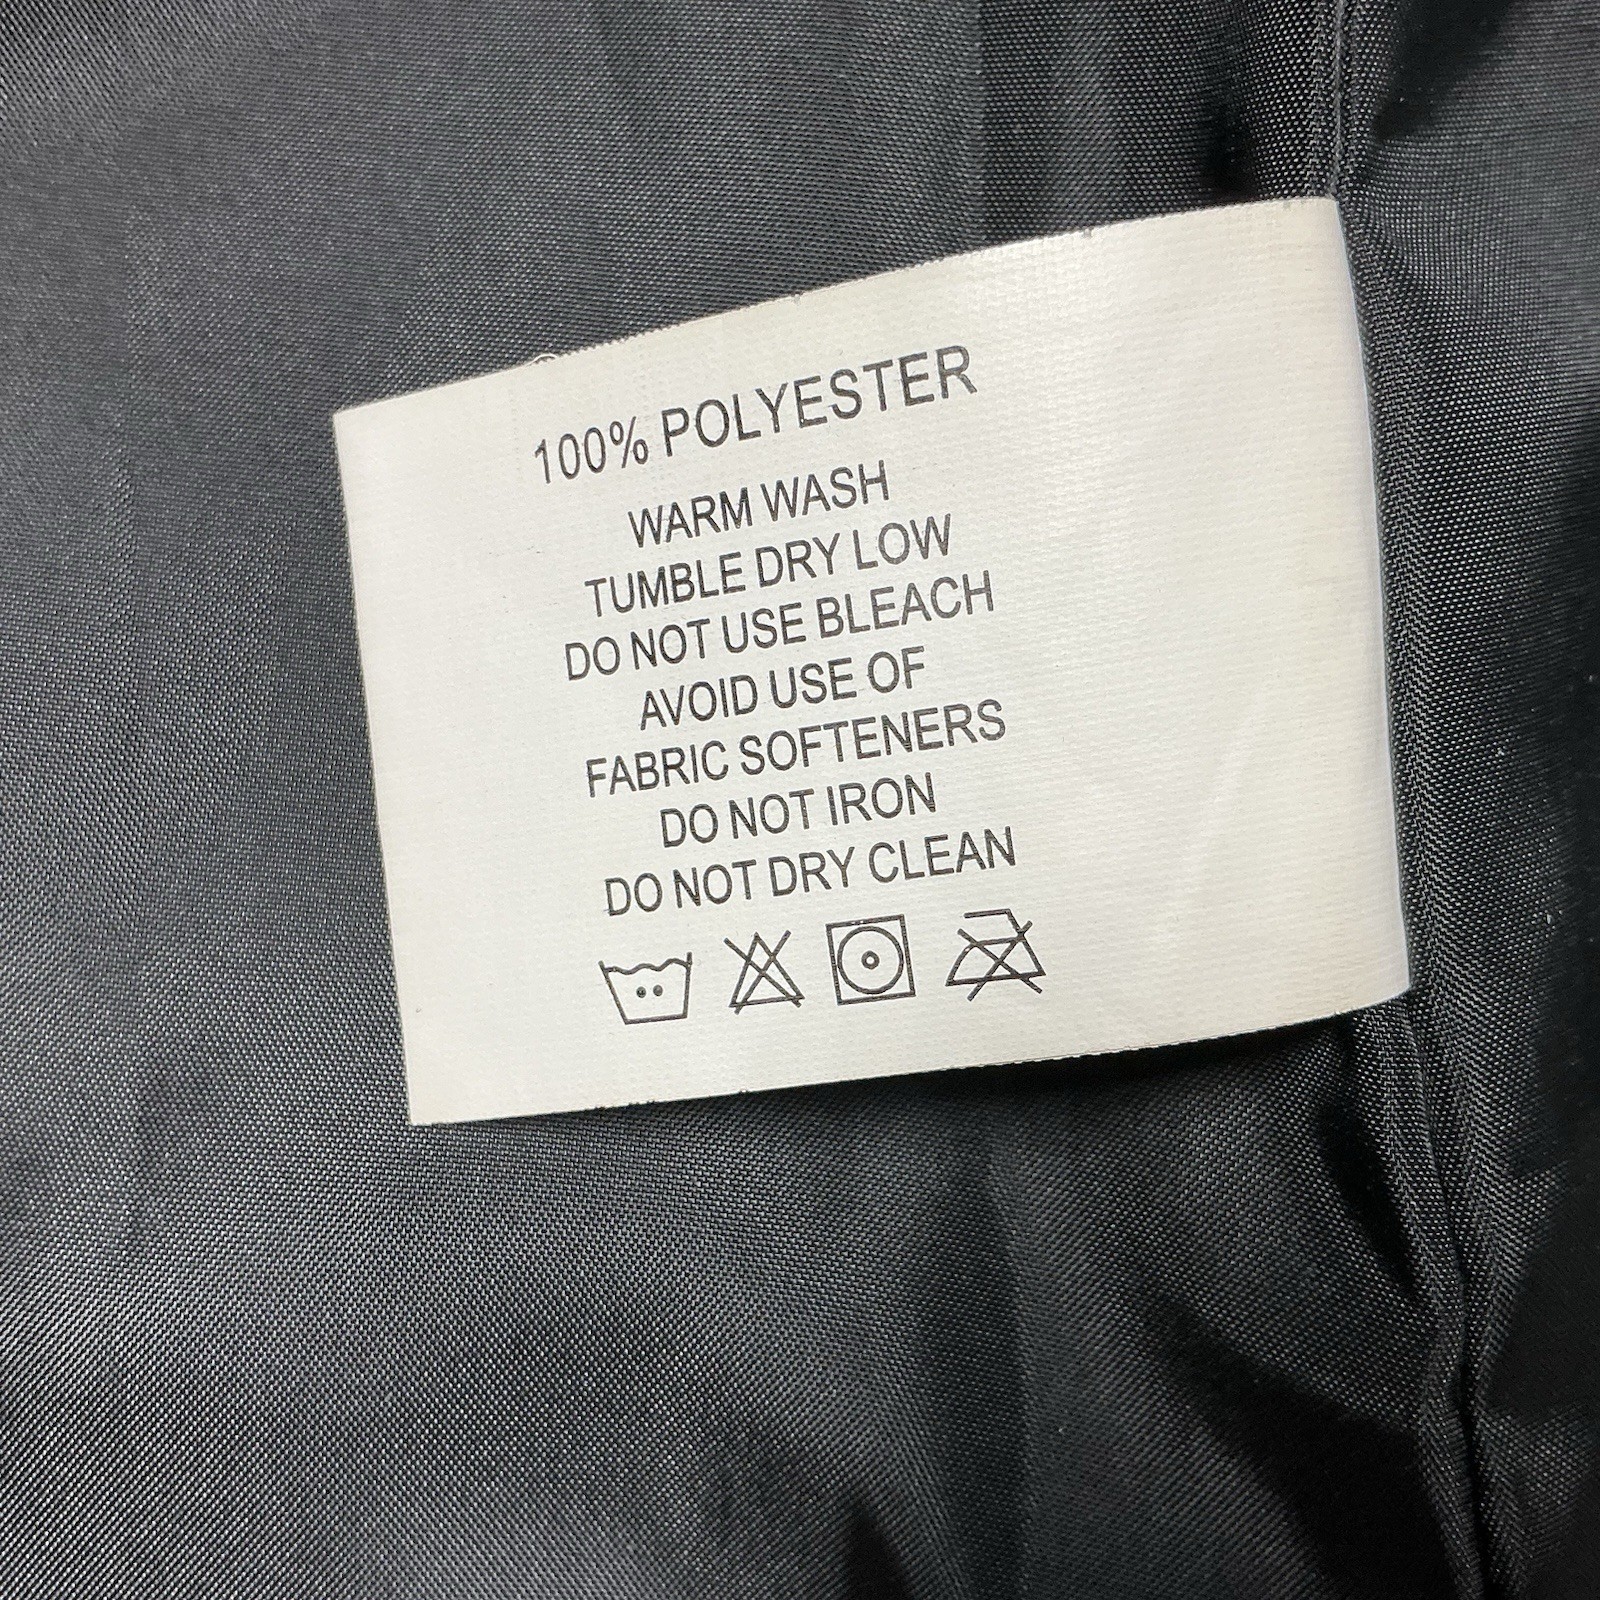 100% POLYESTER
WARM WASH
TUMBLE DRY LOW
DO NOT USE BLEACH
AVOID USE OF
FABRIC SOFTENERS
DO NOT IRON
DO NOT DRY CLEAN